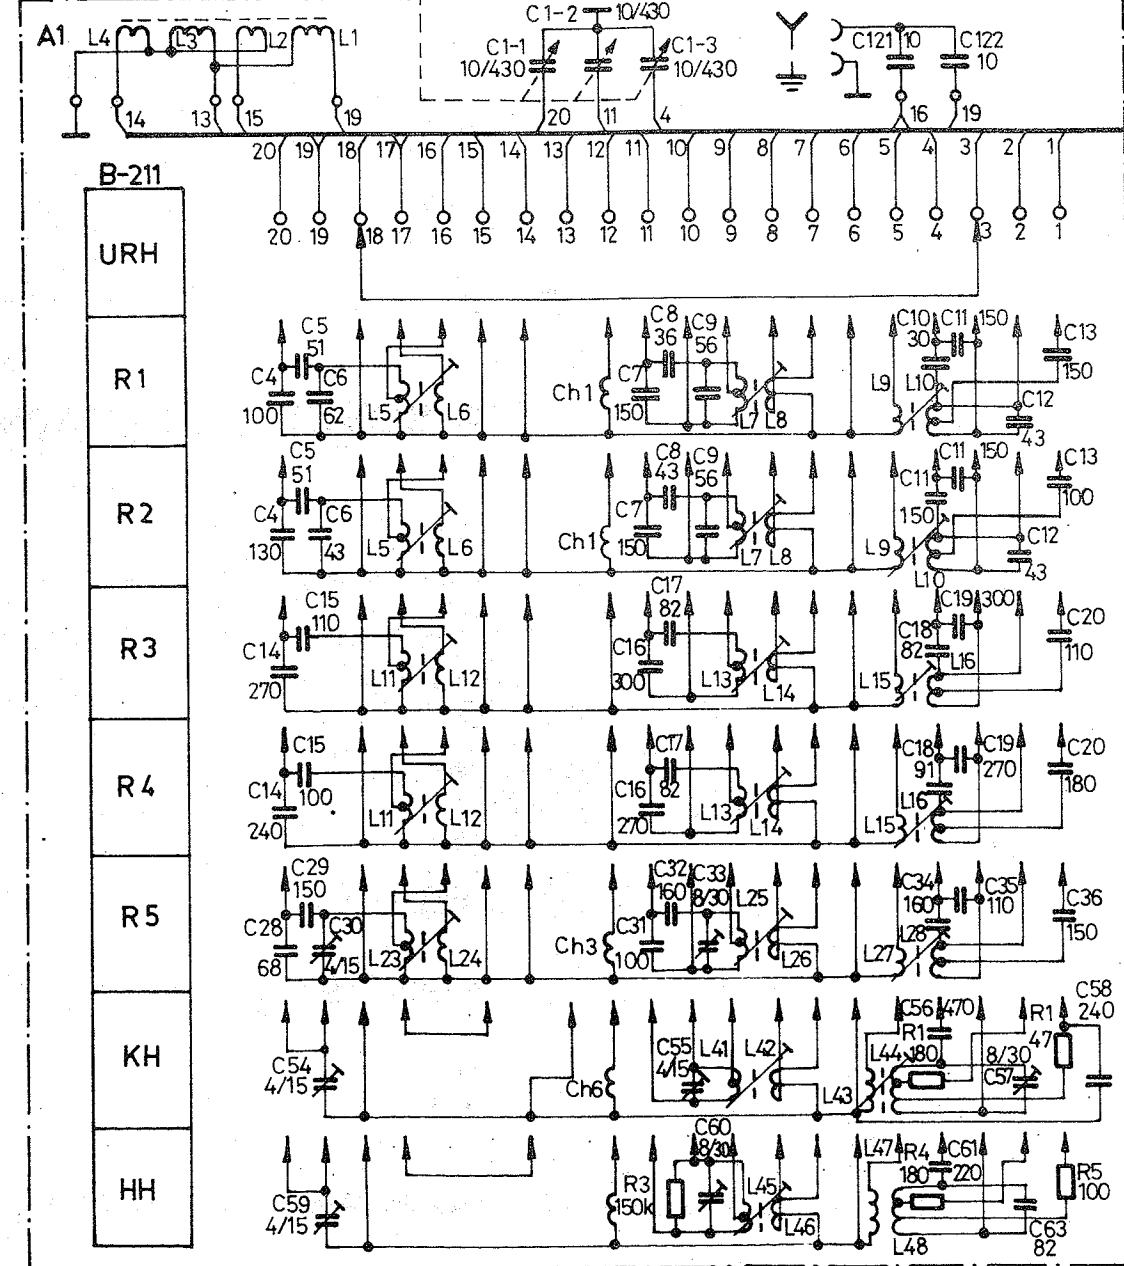 A1 L4 L3 L2 L1
C1-2 10/430
C1-1 10/430
C1-3 10/430
C121 10 C122 10
14 13 15 19 20 11 4 16 19
20 19 18 17 16 15 14 13 12 11 10 9 8 7 6 5 4 3 2 1
B-211
20 19 18 17 16 15 14 13 12 11 10 9 8 7 6 5 4 3 2 1
URH
R1
C5 51 C4 100 C6 62 L5 L6
Ch1 C8 36 C9 56 C7 150 L7 L8
C10 30 C11 150 C13 150 L9 L10 C12 43
R2
C5 51 C4 130 C6 43 L5 L6
Ch1 C8 43 C9 56 C7 150 L7 L8
C11 150 C11 150 C13 100 L9 L10 C12 43
R3
C15 110 C14 270 L11 L12
C17 82 C16 300 L13 L14
C19 300 C18 82 C20 110 L15 L16
R4
C15 100 C14 240 L11 L12
C17 82 C16 270 L13 L14
C18 91 C19 270 C20 180 L15 L16
R5
C29 150 C28 68 C30 4/15 L23 L24
Ch3 C32 160 C33 8/30 C31 100 L25 L26
C34 160 C35 110 C36 150 L27 L28
KH
C54 4/15
Ch6 C55 4/15 L41 L42
L43 L44 C56 470 R1 180 8/30 C57 R1 47 C58 240
HH
C59 4/15
R3 150k C60 8/30 L45 L46
L47 L48 R4 180 C61 220 C63 82 R5 100